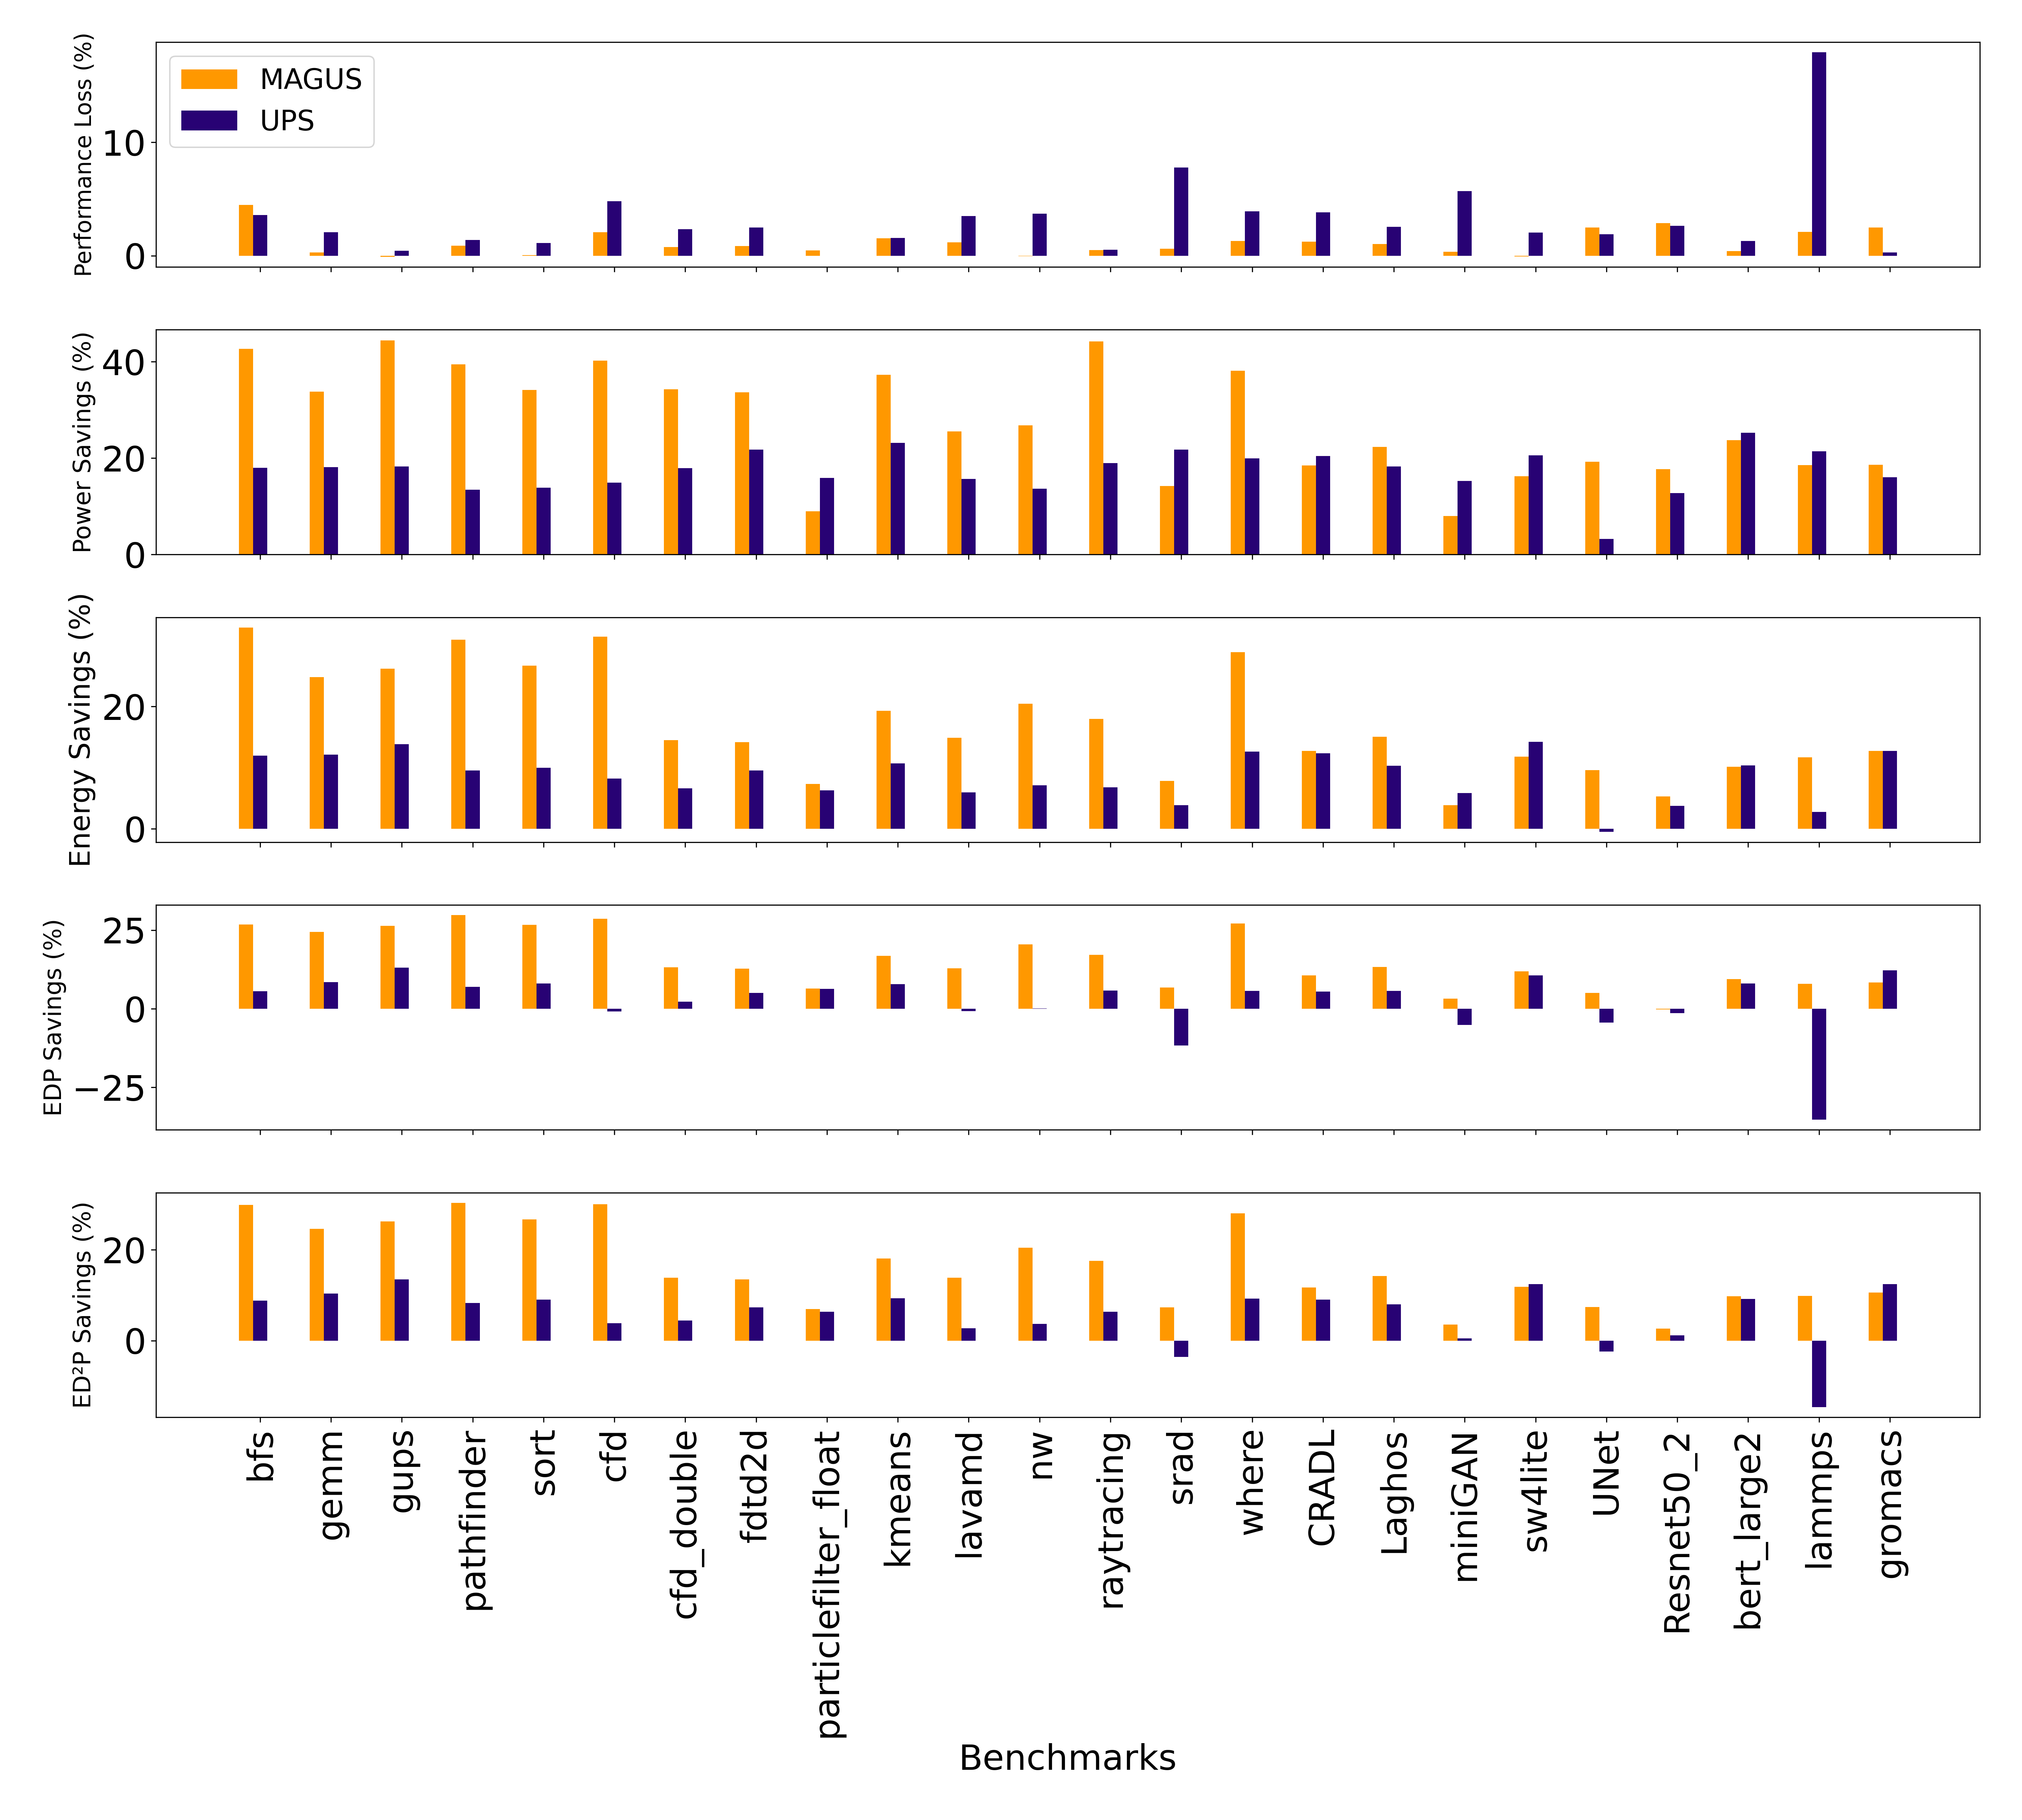 Performance Loss (%)
10
0
MAGUS
UPS
Power Savings (%)
40
20
0
Energy Savings (%)
20
0
EDP Savings (%)
25
0
−25
ED²P Savings (%)
20
0
bfs
gemm
gups
pathfinder
sort
cfd
cfd_double
fdtd2d
particlefilter_float
kmeans
lavamd
nw
raytracing
srad
where
CRADL
Laghos
miniGAN
sw4lite
UNet
Resnet50_2
bert_large2
lammps
gromacs
Benchmarks